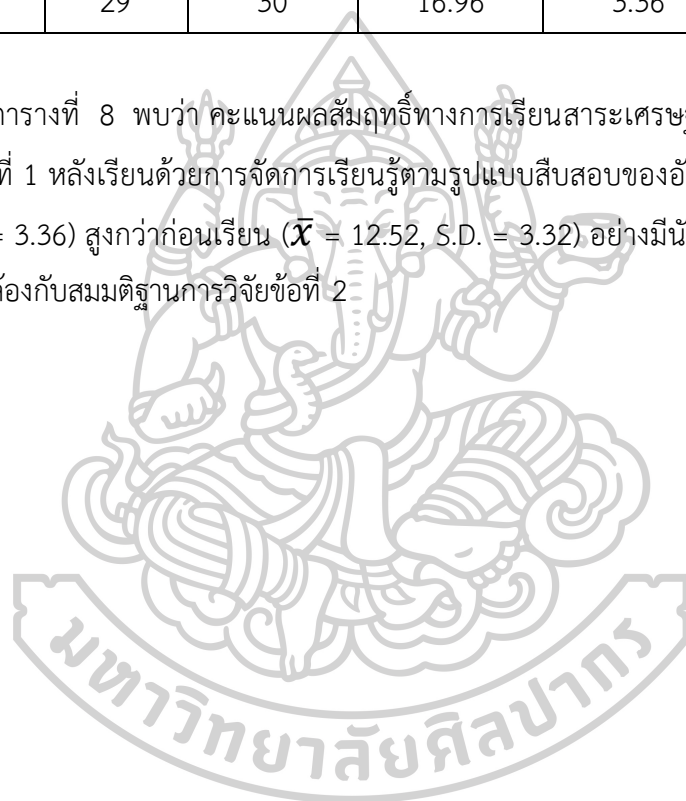 29 30 16.96 3.36
ตารางที่ 8 พบว่า คะแนนผลสัมฤทธิ์ทางการเรียนสาระเศรษฐ
ที่ 1 หลังเรียนด้วยการจัดการเรียนรู้ตามรูปแบบสืบสอบของอั
= 3.36) สูงกว่าก่อนเรียน (x̄ = 12.52, S.D. = 3.32) อย่างมีนั
้องกับสมมติฐานการวิจัยข้อที่ 2
มหาวิทยาลัยศิลปากร